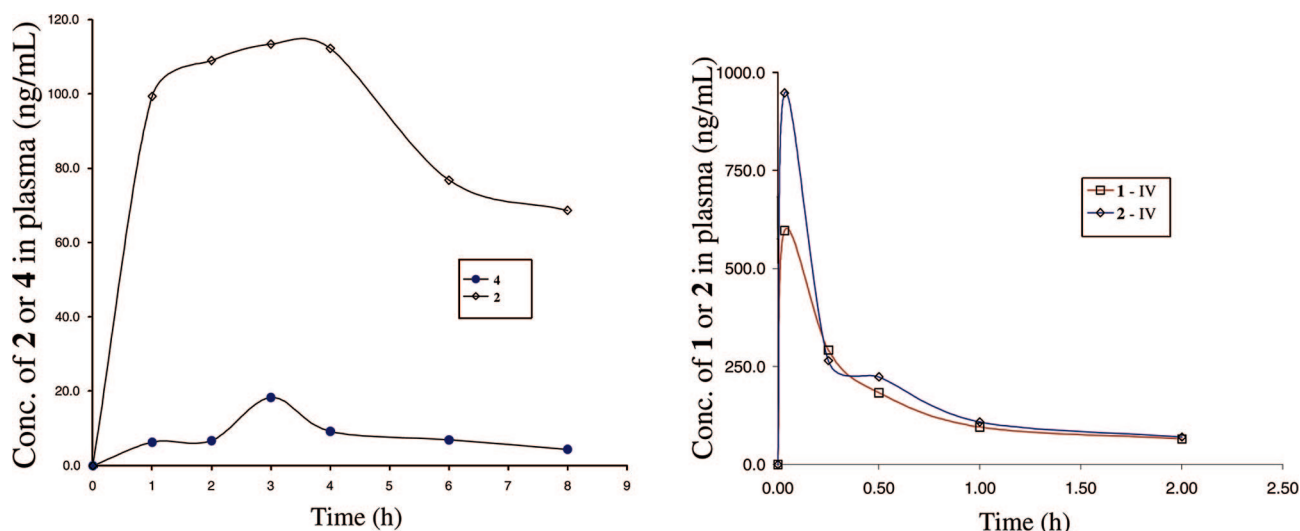 Conc. of 2 or 4 in plasma (ng/mL)
120.0
100.0
80.0
60.0
40.0
20.0
0.0
4
2
0 1 2 3 4 5 6 7 8 9
Time (h)
Conc. of 1 or 2 in plasma (ng/mL)
1000.0
750.0
500.0
250.0
0.0
1 - IV
2 - IV
0.00 0.50 1.00 1.50 2.00 2.50
Time (h)